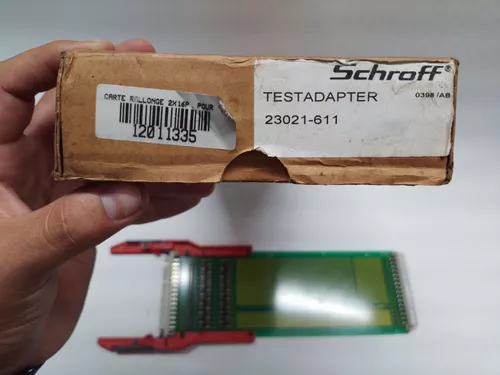 Schroff®
TESTADAPTER
0398/AB
23021-611
CARTE RALLONGE 2X16P. POUR
12011335